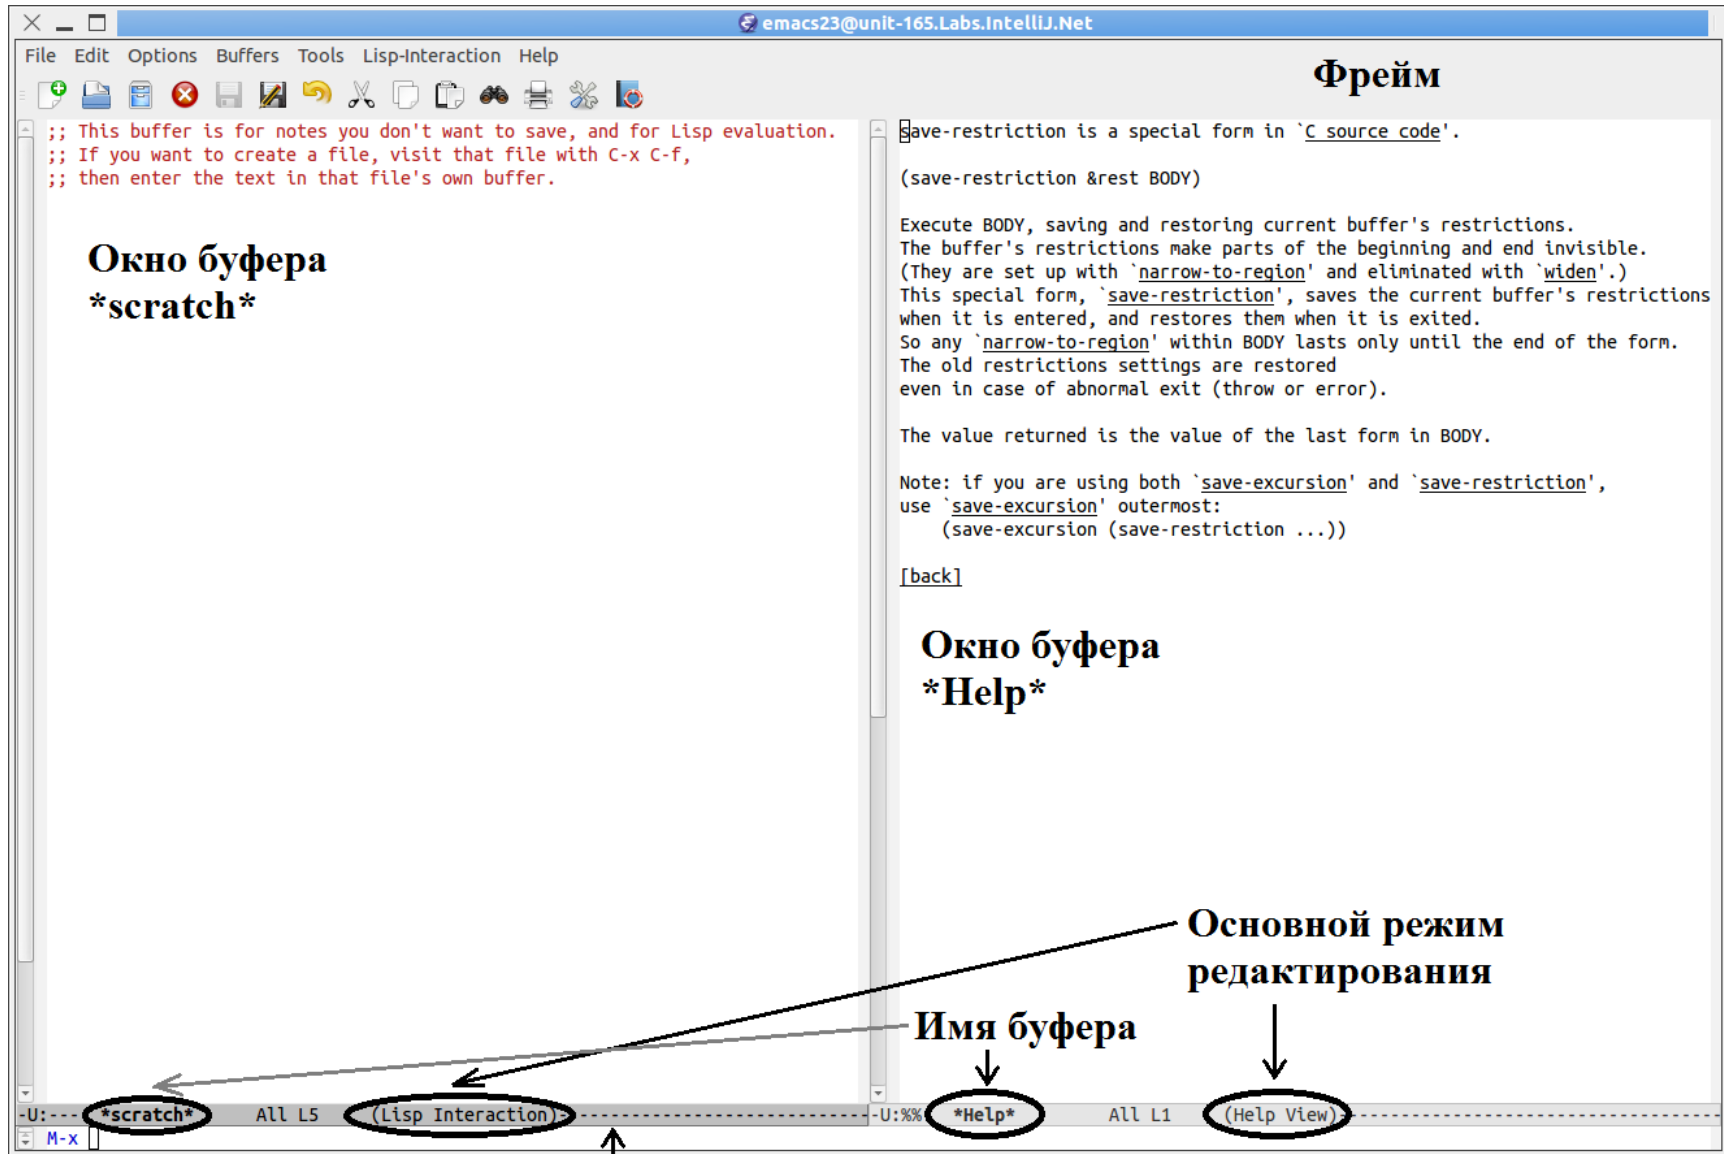 emacs23@unit-165.Labs.IntelliJ.Net
File Edit Options Buffers Tools Lisp-Interaction Help
Фрейм
;; This buffer is for notes you don't want to save, and for Lisp evaluation.
;; If you want to create a file, visit that file with C-x C-f,
;; then enter the text in that file's own buffer.
Окно буфера
*scratch*
save-restriction is a special form in `C source code'.
(save-restriction &rest BODY)
Execute BODY, saving and restoring current buffer's restrictions.
The buffer's restrictions make parts of the beginning and end invisible.
(They are set up with `narrow-to-region' and eliminated with `widen'.)
This special form, `save-restriction', saves the current buffer's restrictions
when it is entered, and restores them when it is exited.
So any `narrow-to-region' within BODY lasts only until the end of the form.
The old restrictions settings are restored
even in case of abnormal exit (throw or error).
The value returned is the value of the last form in BODY.
Note: if you are using both `save-excursion' and `save-restriction',
use `save-excursion' outermost:
(save-excursion (save-restriction ...))
[back]
Окно буфера
*Help*
Основной режим
редактирования
Имя буфера
-U:--- *scratch* All L5 (Lisp Interaction)-----------------------------
-U:%% *Help* All L1 (Help View)-------------------------------------
M-x